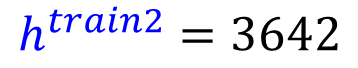 h^train2 = 3642